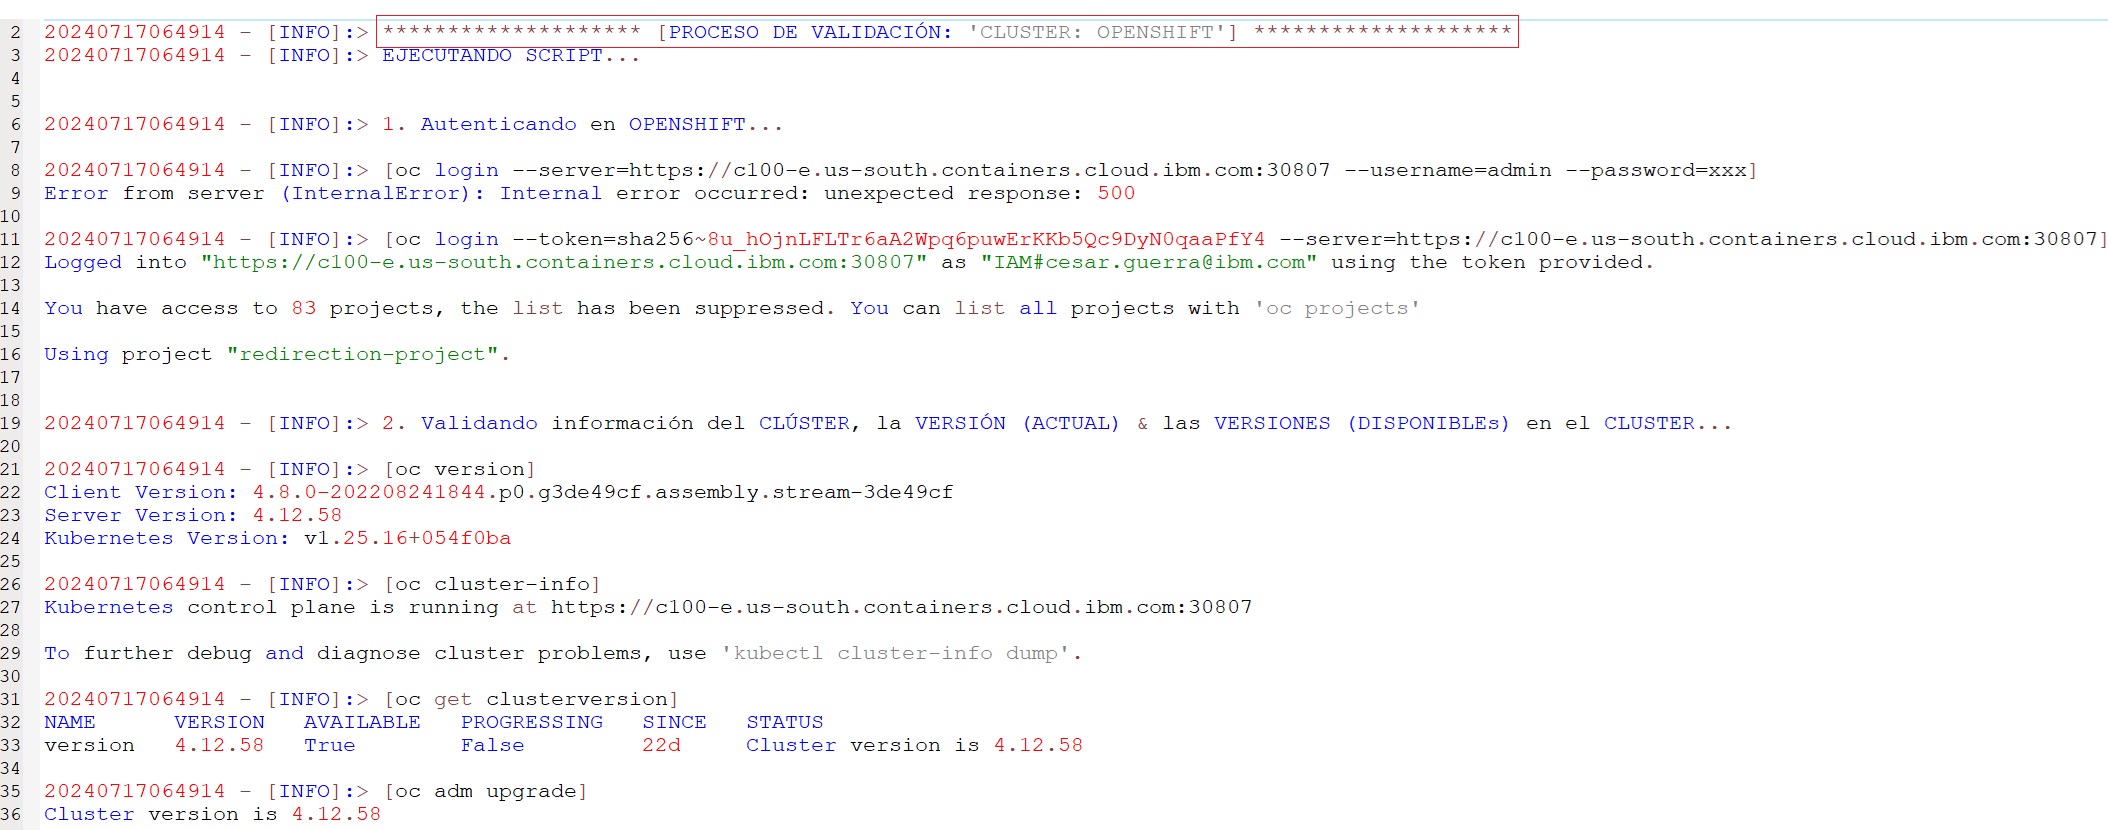 2 20240717064914 - [INFO]:> ******************** [PROCESO DE VALIDACIÓN: 'CLUSTER: OPENSHIFT'] ********************
3 20240717064914 - [INFO]:> EJECUTANDO SCRIPT...
4
5
6 20240717064914 - [INFO]:> 1. Autenticando en OPENSHIFT...
7
8 20240717064914 - [INFO]:> [oc login --server=https://c100-e.us-south.containers.cloud.ibm.com:30807 --username=admin --password=xxx]
9 Error from server (InternalError): Internal error occurred: unexpected response: 500
10
11 20240717064914 - [INFO]:> [oc login --token=sha256~8u_hOjnLFLTr6aA2Wpq6puwErKKb5Qc9DyN0qaaPfY4 --server=https://c100-e.us-south.containers.cloud.ibm.com:30807]
12 Logged into "https://c100-e.us-south.containers.cloud.ibm.com:30807" as "IAM#cesar.guerra@ibm.com" using the token provided.
13
14 You have access to 83 projects, the list has been suppressed. You can list all projects with 'oc projects'
15
16 Using project "redirection-project".
17
18
19 20240717064914 - [INFO]:> 2. Validando información del CLÚSTER, la VERSIÓN (ACTUAL) & las VERSIONES (DISPONIBLEs) en el CLUSTER...
20
21 20240717064914 - [INFO]:> [oc version]
22 Client Version: 4.8.0-202208241844.p0.g3de49cf.assembly.stream-3de49cf
23 Server Version: 4.12.58
24 Kubernetes Version: v1.25.16+054f0ba
25
26 20240717064914 - [INFO]:> [oc cluster-info]
27 Kubernetes control plane is running at https://c100-e.us-south.containers.cloud.ibm.com:30807
28
29 To further debug and diagnose cluster problems, use 'kubectl cluster-info dump'.
30
31 20240717064914 - [INFO]:> [oc get clusterversion]
32 NAME VERSION AVAILABLE PROGRESSING SINCE STATUS
33 version 4.12.58 True False 22d Cluster version is 4.12.58
34
35 20240717064914 - [INFO]:> [oc adm upgrade]
36 Cluster version is 4.12.58